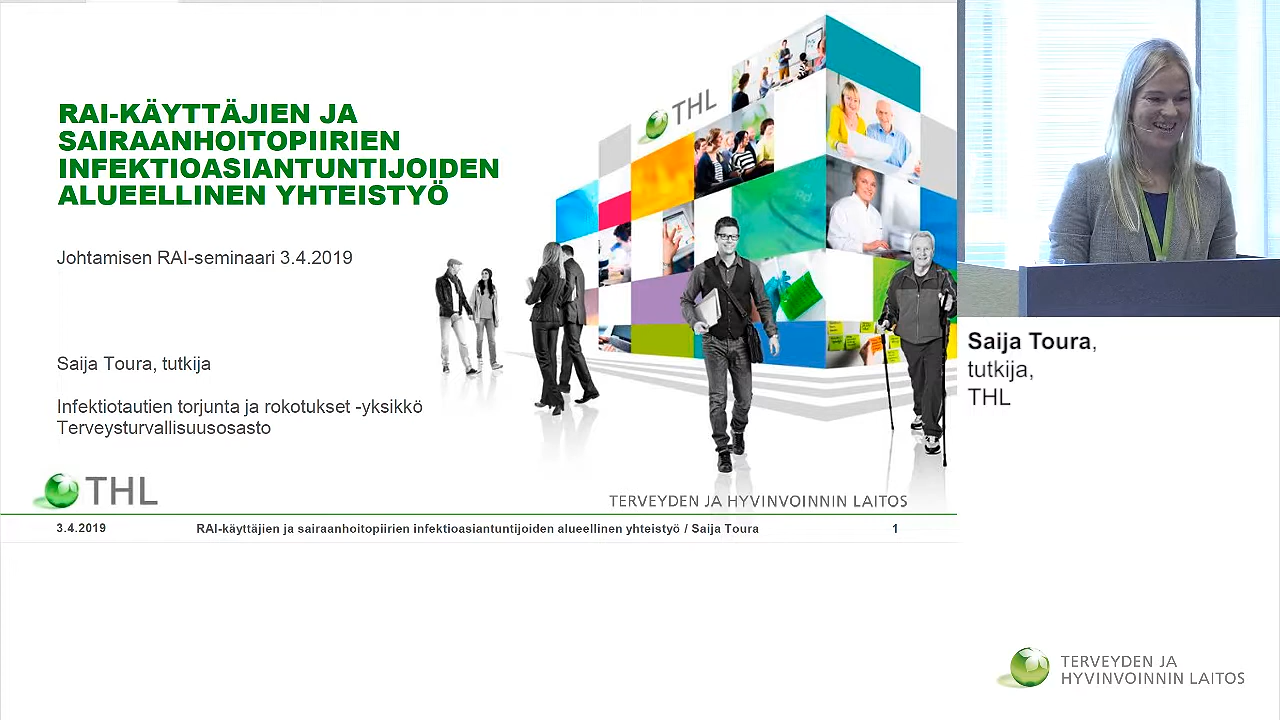 RAI-KÄYTTÄJIEN JA
SAIRAANHOITOPIIRIEN
INFEKTIOASIANTUNTIJOIDEN
ALUEELLINEN YHTEISTYÖ
Johtamisen RAI-seminaari 3.4.2019
Saija Toura, tutkija
Infektiotautien torjunta ja rokotukset -yksikkö
Terveysturvallisuusosasto
THL
THL
TERVEYDEN JA HYVINVOINNIN LAITOS
3.4.2019 RAI-käyttäjien ja sairaanhoitopiirien infektioasiantuntijoiden alueellinen yhteistyö / Saija Toura 1
Saija Toura,
tutkija,
THL
TERVEYDEN JA
HYVINVOINNIN LAITOS